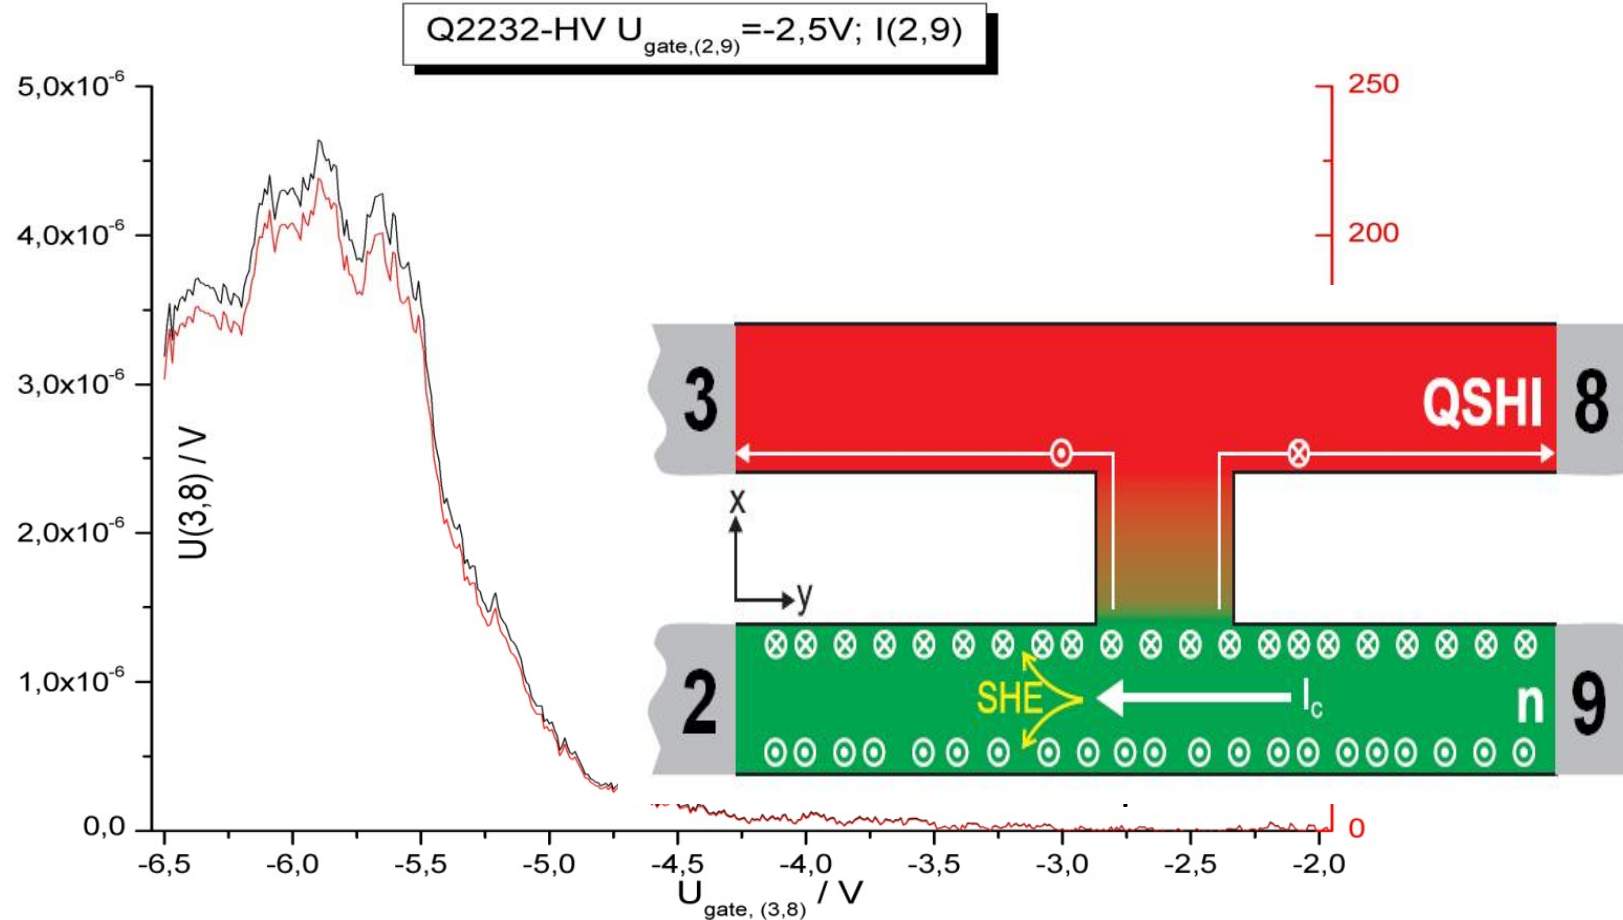 Q2232-HV U_gate,(2,9)=-2,5V; I(2,9)
5,0x10⁻⁶
4,0x10⁻⁶
3,0x10⁻⁶
2,0x10⁻⁶
1,0x10⁻⁶
0,0
U(3,8) / V
250
200
0
3
QSHI
8
x
y
2
SHE
I_c
n
9
-6,5 -6,0 -5,5 -5,0 -4,5 -4,0 -3,5 -3,0 -2,5 -2,0
U_gate, (3,8) / V